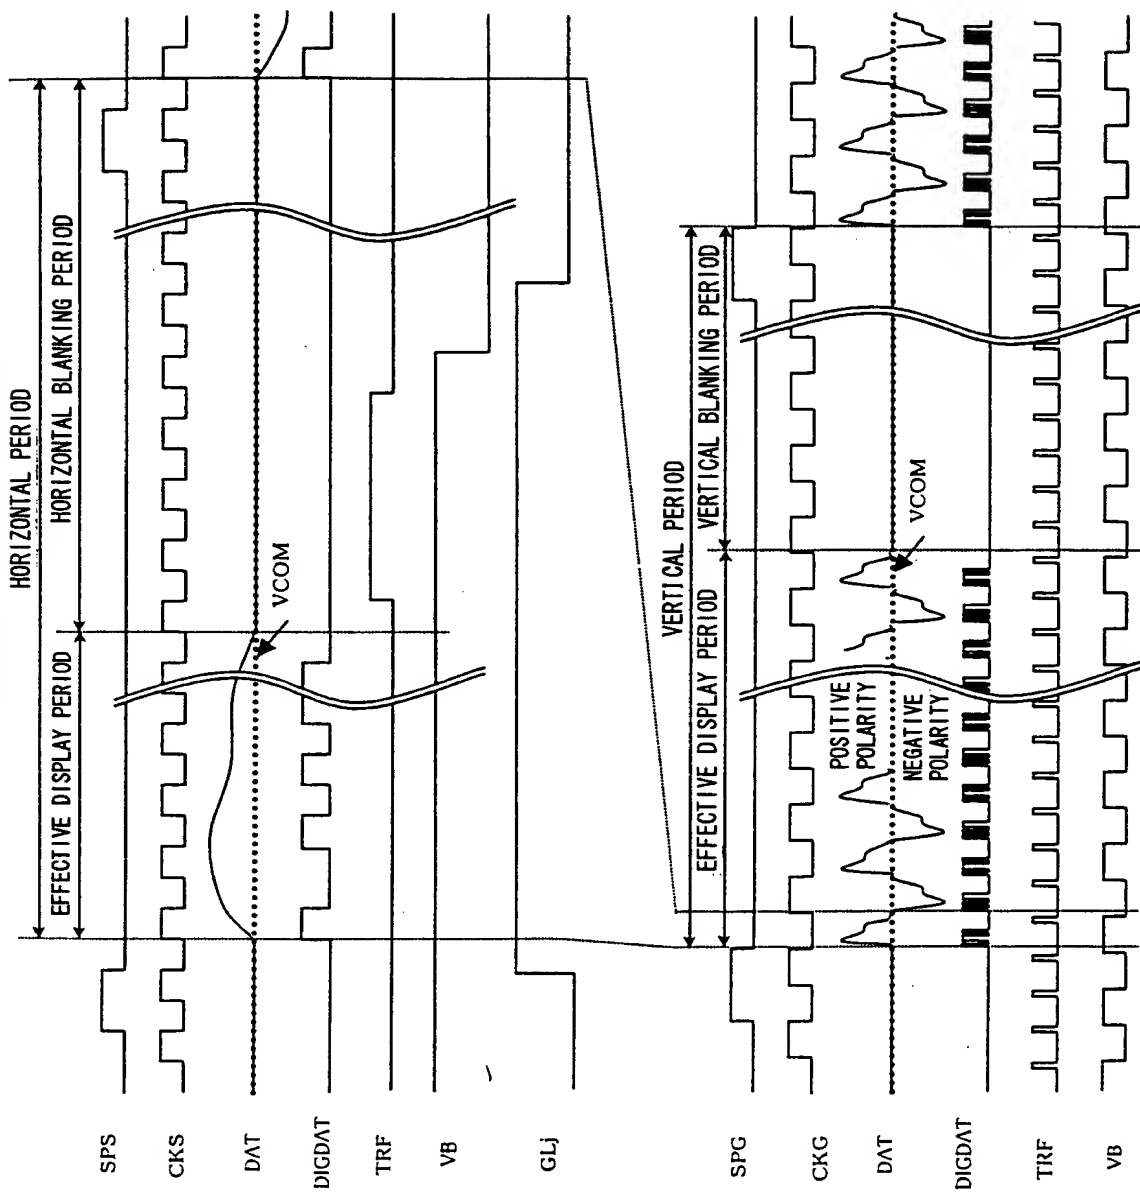 HORIZONTAL PERIOD
EFFECTIVE DISPLAY PERIOD
HORIZONTAL BLANKING PERIOD
VCOM
SPS
CKS
DAT
DIGDAT
TRF
VB
GLj
VERTICAL PERIOD
EFFECTIVE DISPLAY PERIOD
VERTICAL BLANKING PERIOD
POSITIVE
POLARITY
NEGATIVE
POLARITY
VCOM
SPG
CKG
DAT
DIGDAT
TRF
VB